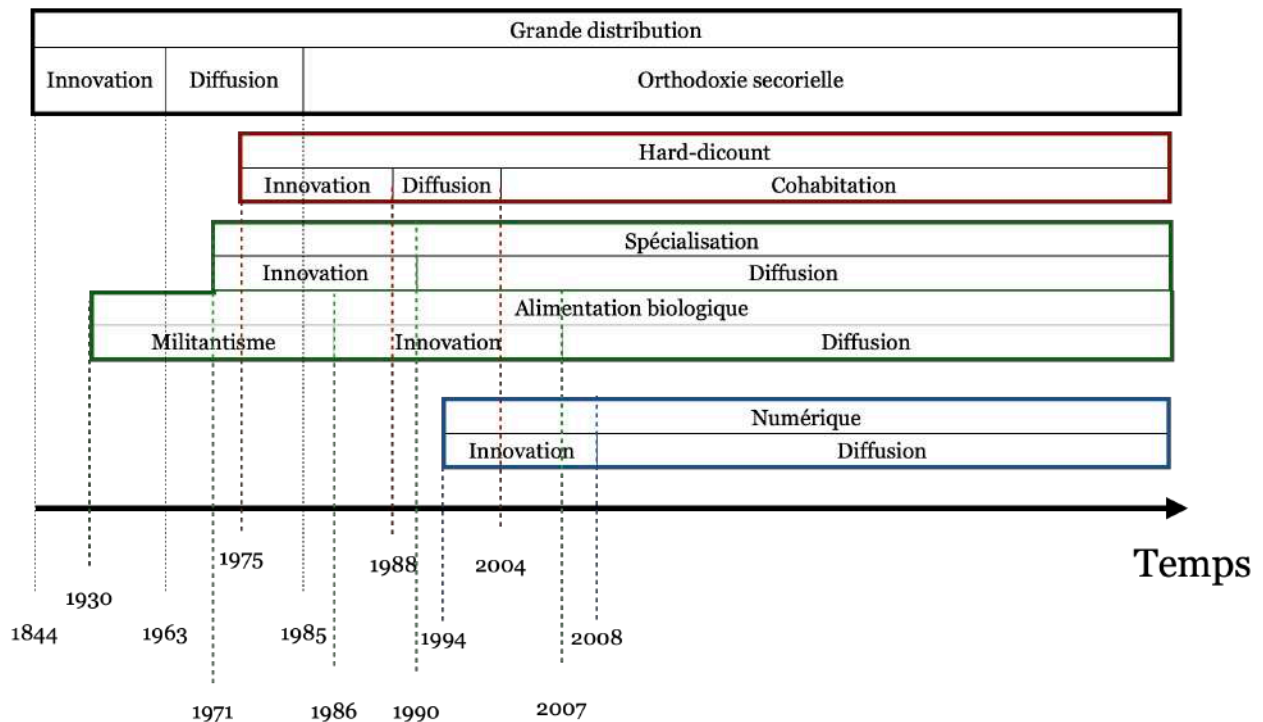 Grande distribution
Innovation Diffusion Orthodoxie secorielle
Hard-dicount
Innovation Diffusion Cohabitation
Spécialisation
Innovation Diffusion
Alimentation biologique
Militantisme Innovation Diffusion
Numérique
Innovation Diffusion
Temps
1975 1988 2004
1930
1844 1963 1985 1994 2008
1971 1986 1990 2007